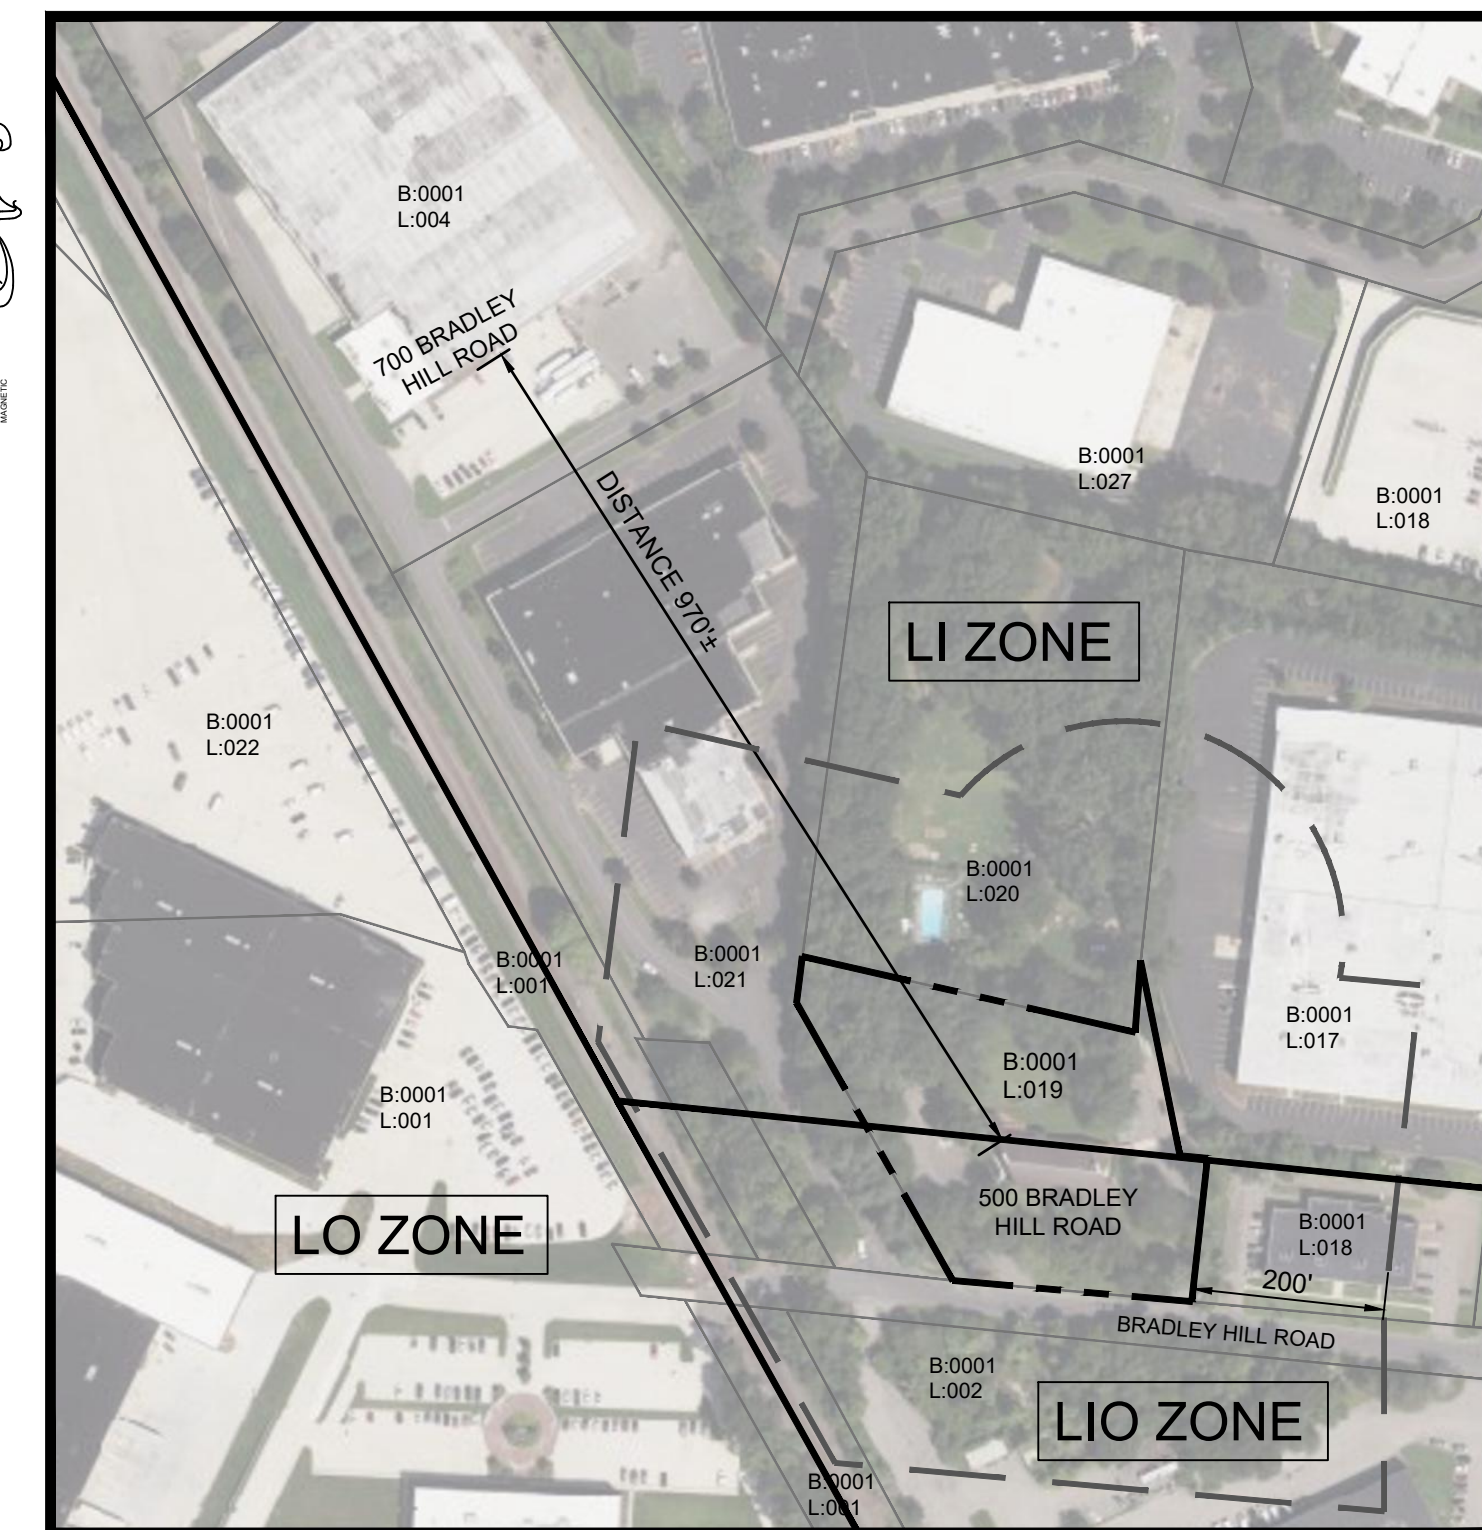 B:0001
L:004
700 BRADLEY
HILL ROAD
MAGNETIC
DISTANCE 970'±
B:0001
L:027
B:0001
L:018
LI ZONE
B:0001
L:022
B:0001
L:020
B:0001
L:001
B:0001
L:021
B:0001
L:017
B:0001
L:019
B:0001
L:001
500 BRADLEY
HILL ROAD
LO ZONE
B:0001
L:018
200'
BRADLEY HILL ROAD
B:0001
L:002
LIO ZONE
B:0001
L:001